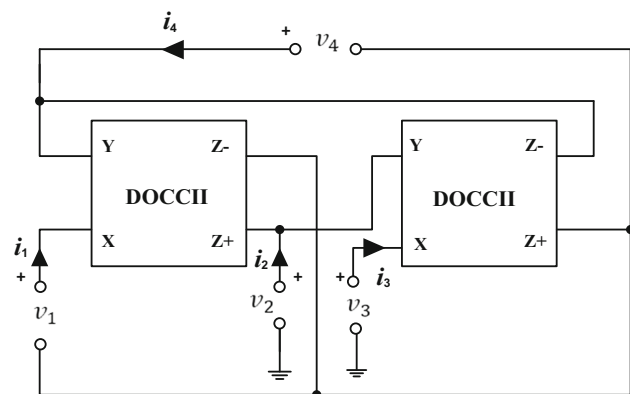 i4
+ v4
Y Z-
DOCCII
X Z+
Y Z-
DOCCII
X Z+
i1
+
v1
i2
+
v2
+
i3
v3